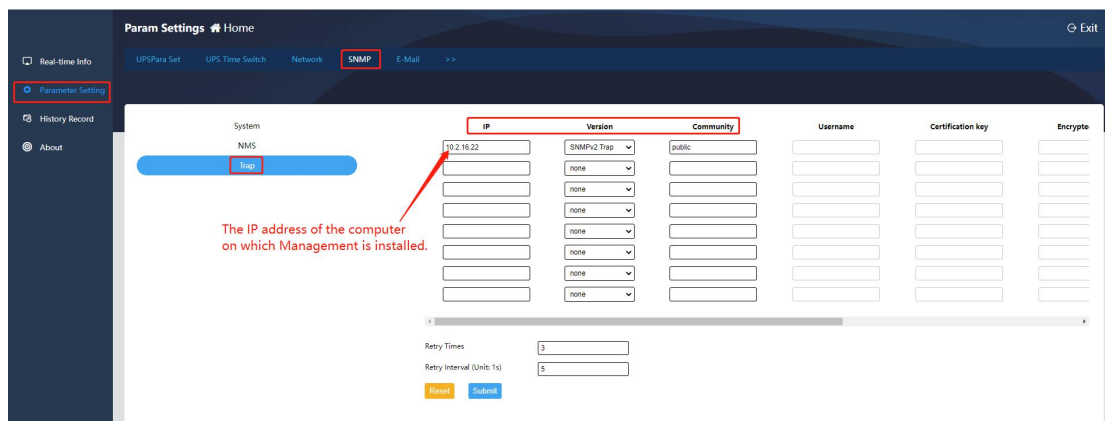 Param Settings Home
Exit
Real-time Info
Parameter Setting
History Record
About
UPSPara Set UPS Time Switch Network SNMP E-Mail >>
System
NMS
Trap
IP Version Community Username Certification key Encrypte
10.2.16.22 SNMPv2 Trap public
none
none
none
none
none
none
none
The IP address of the computer
on which Management is installed.
Retry Times 3
Retry Interval (Unit: 1s) 5
Reset Submit